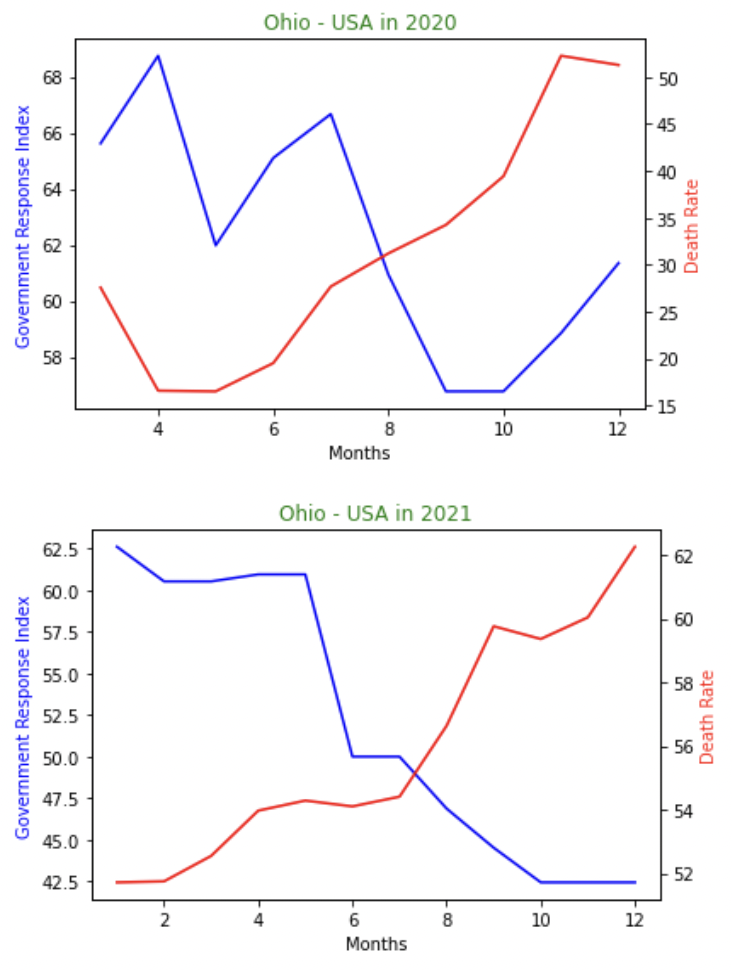 Ohio - USA in 2020
Government Response Index
68
66
64
62
60
58
50
45
40
35
30
25
20
15
Death Rate
4 6 8 10 12
Months
Ohio - USA in 2021
Government Response Index
62.5
60.0
57.5
55.0
52.5
50.0
47.5
45.0
42.5
62
60
58
56
54
52
Death Rate
2 4 6 8 10 12
Months